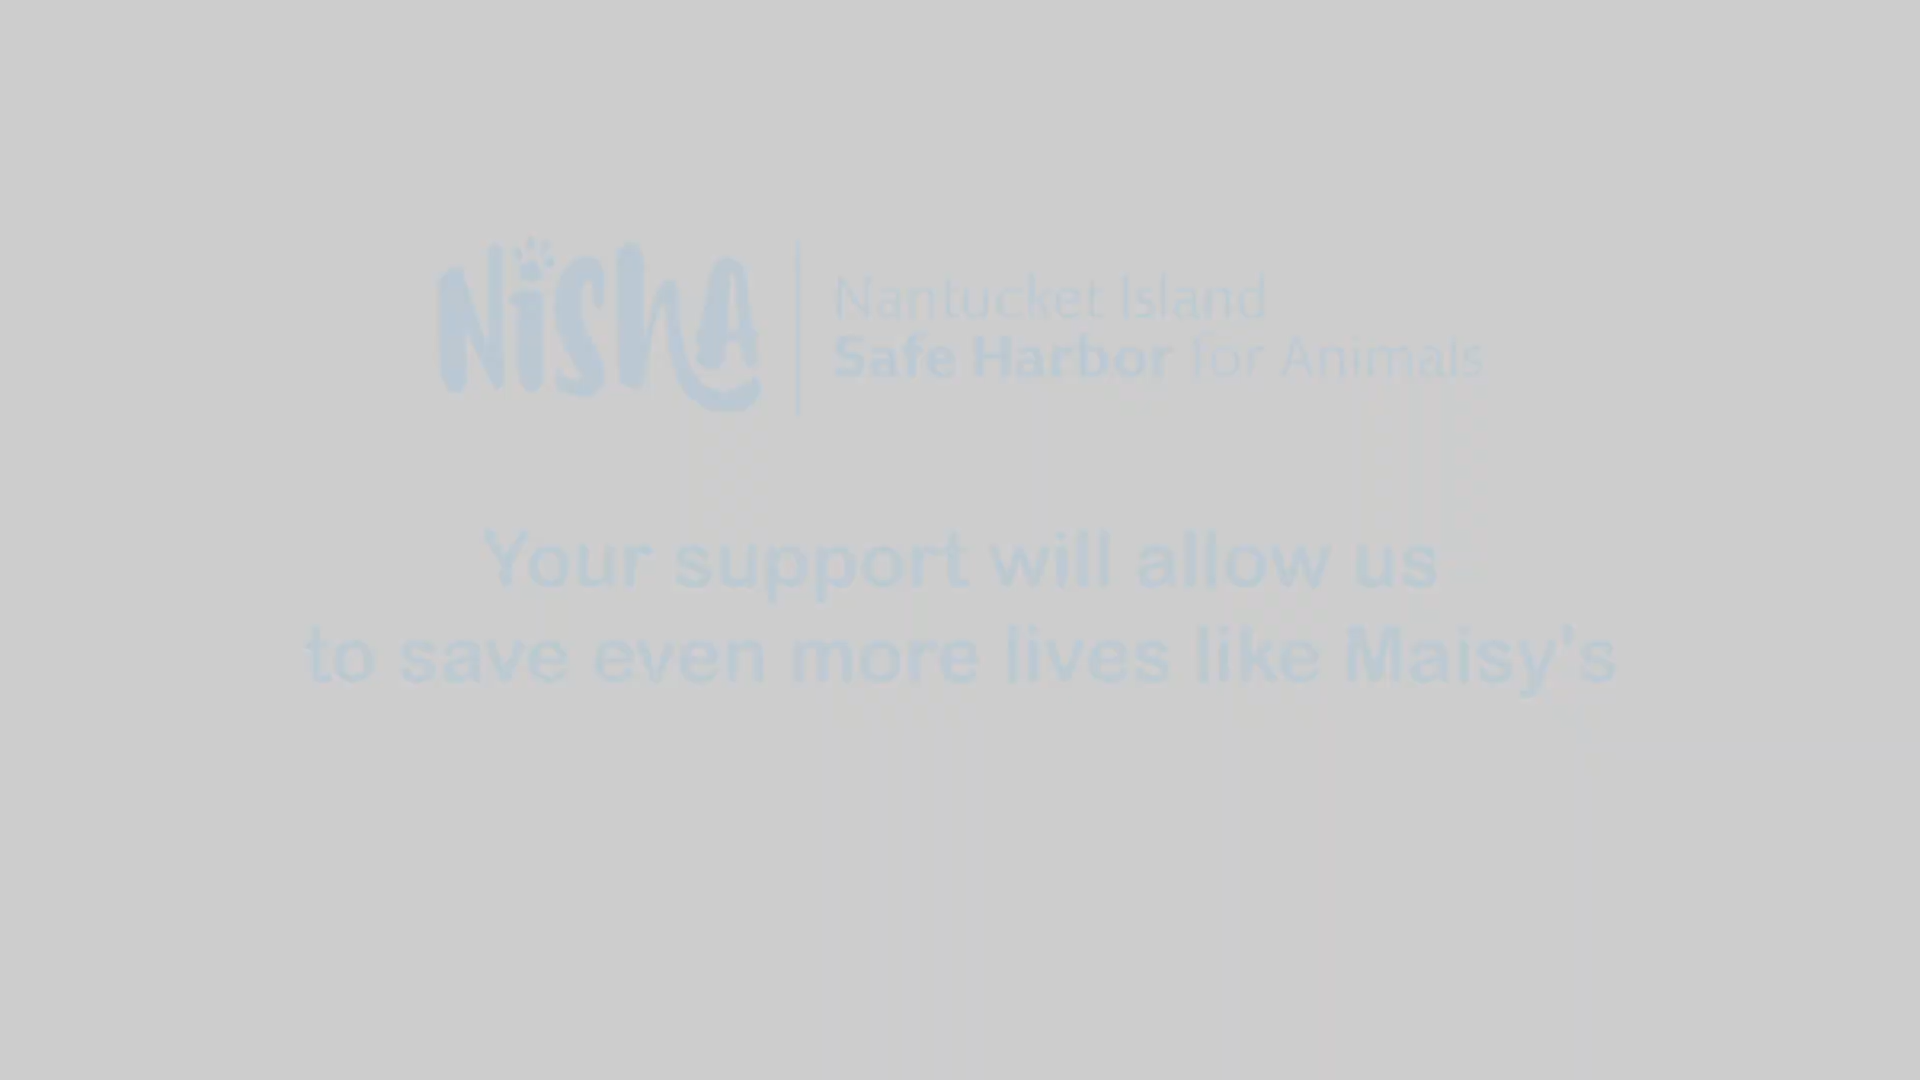 NiSHA
Nantucket Island
Safe Harbor for Animals
Your support will allow us
to save even more lives like Maisy's